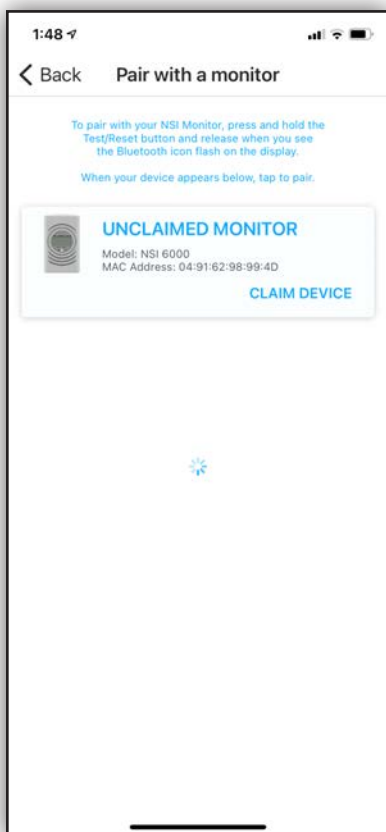 1:48
Back Pair with a monitor
To pair with your NSI Monitor, press and hold the
Test/Reset button and release when you see
the Bluetooth icon flash on the display.
When your device appears below, tap to pair.
UNCLAIMED MONITOR
Model: NSI 6000
MAC Address: 04:91:62:98:99:4D
CLAIM DEVICE